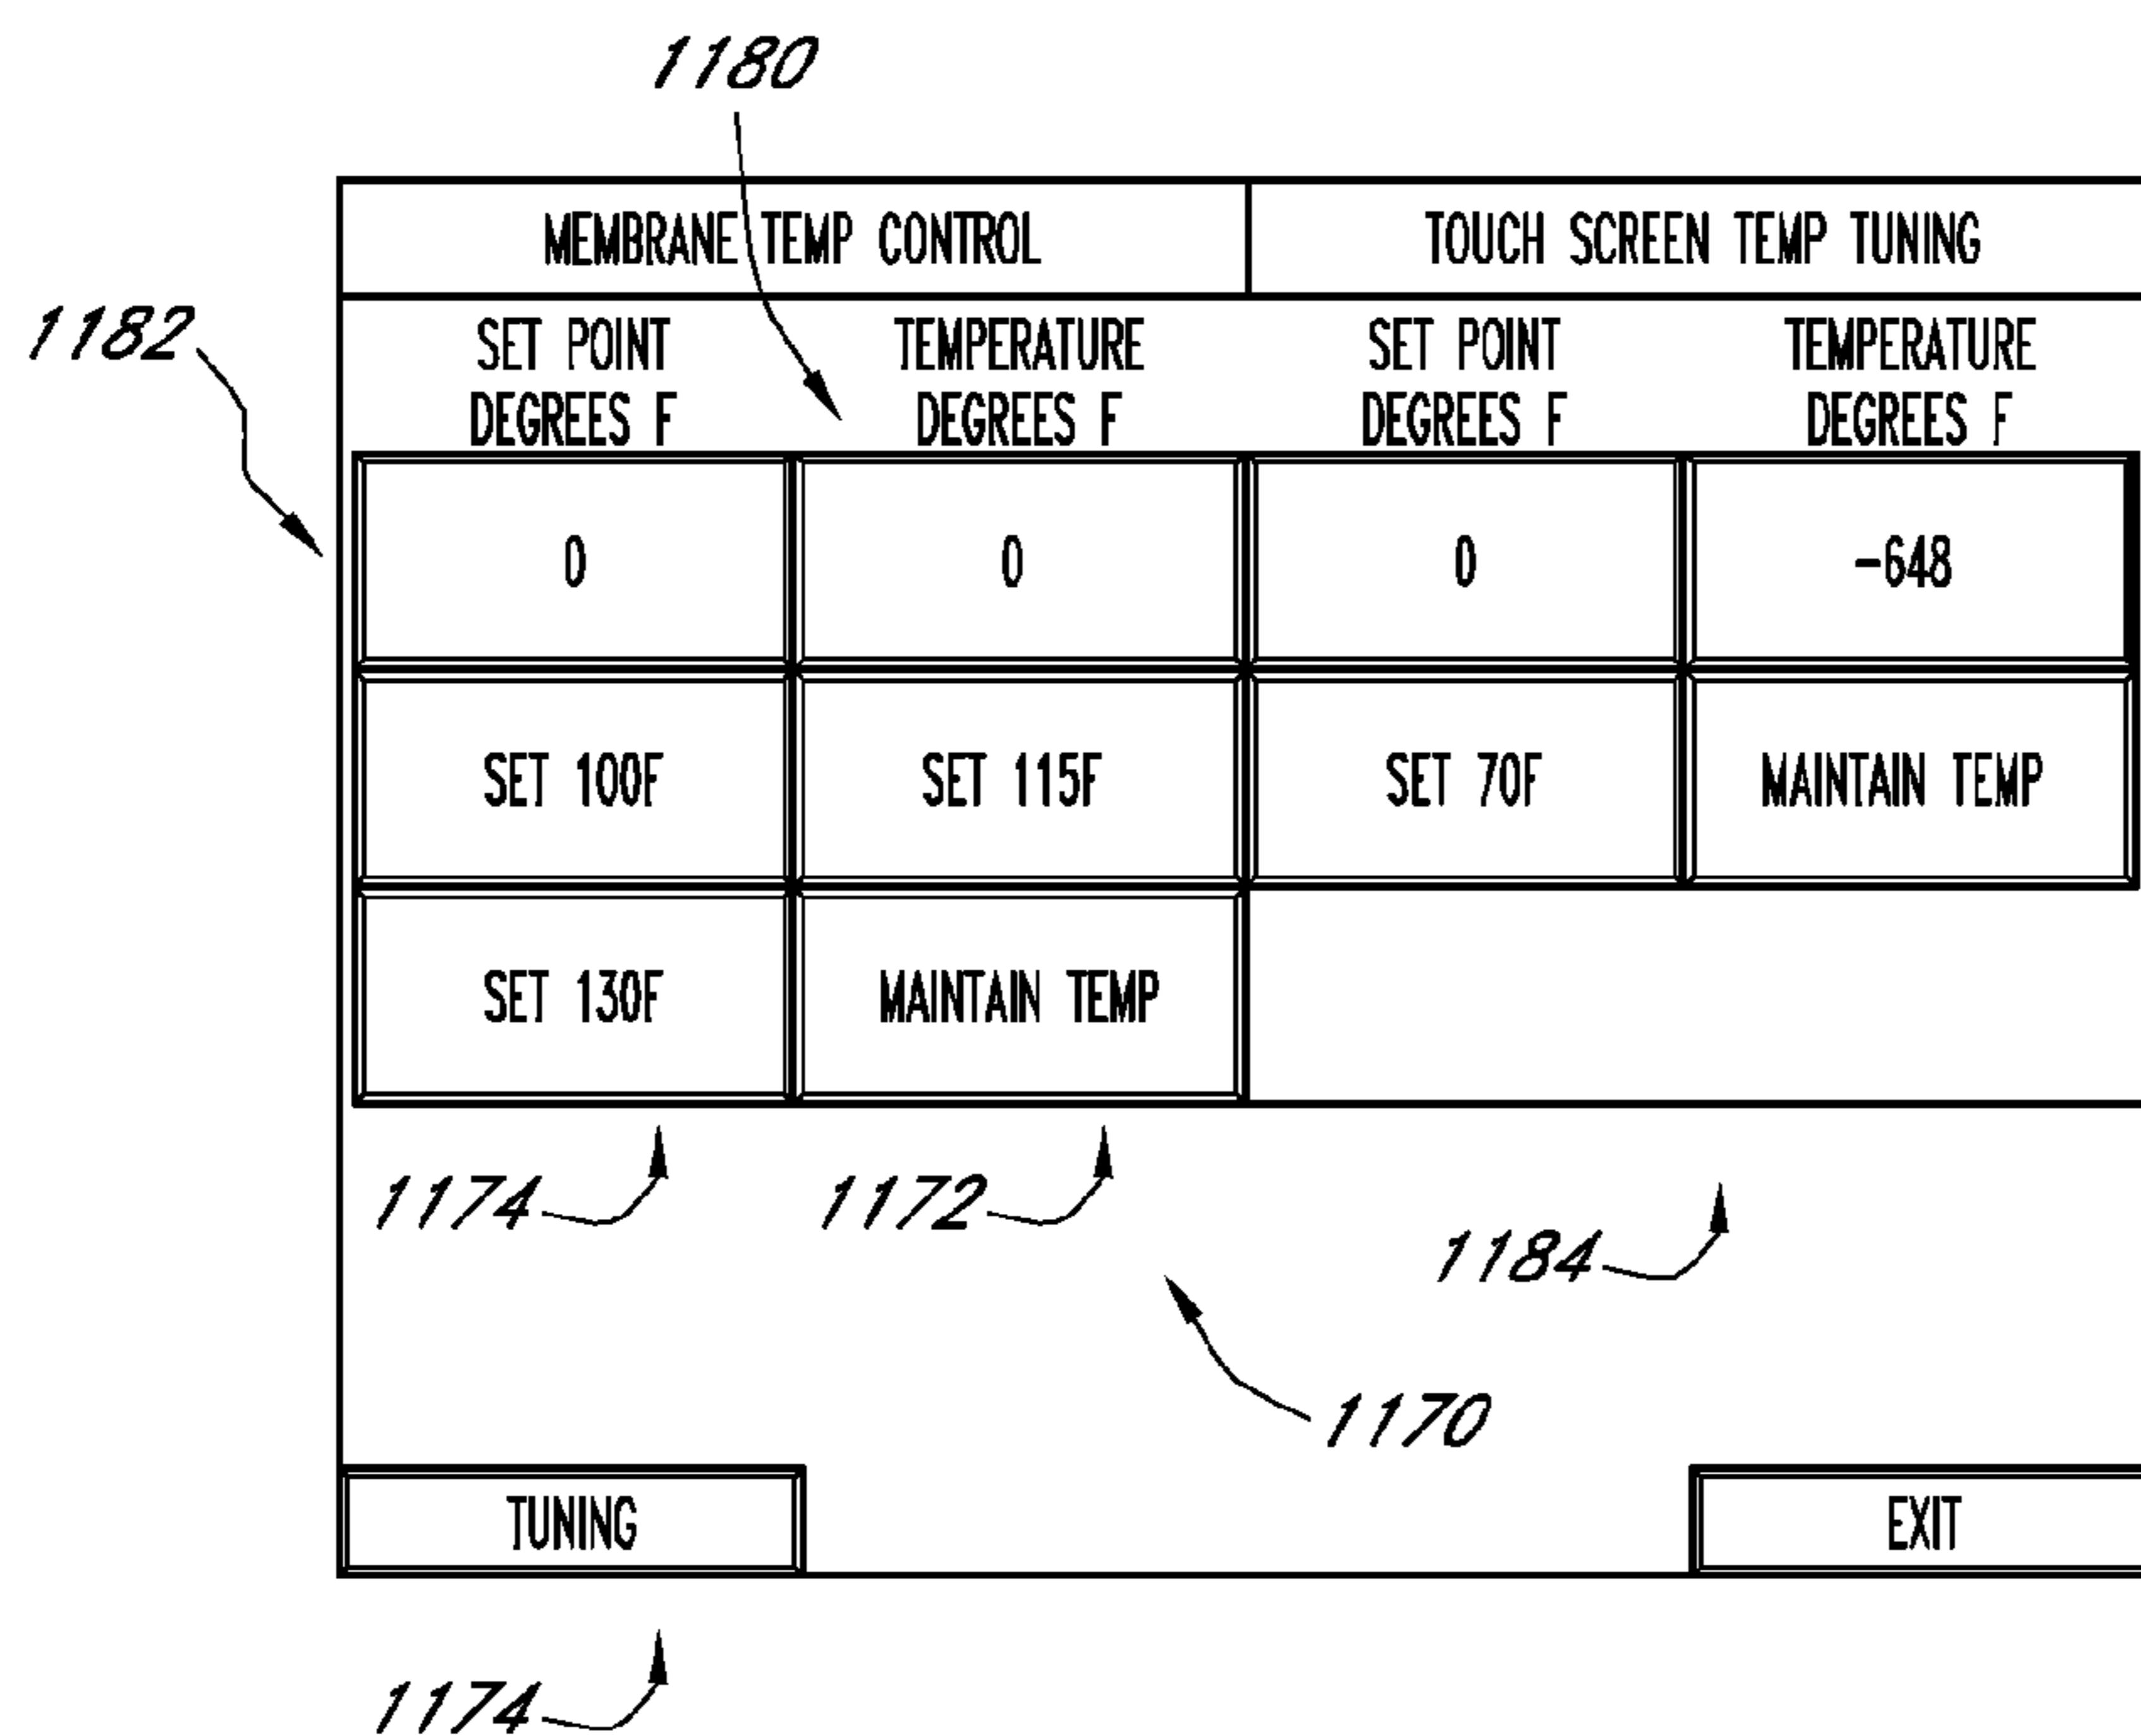 1180
MEMBRANE TEMP CONTROL TOUCH SCREEN TEMP TUNING
1182
SET POINT TEMPERATURE SET POINT TEMPERATURE
DEGREES F DEGREES F DEGREES F DEGREES F
0 0 0 -648
SET 100F SET 115F SET 70F MAINTAIN TEMP
SET 130F MAINTAIN TEMP
1174 1172
1184
1170
TUNING EXIT
1174